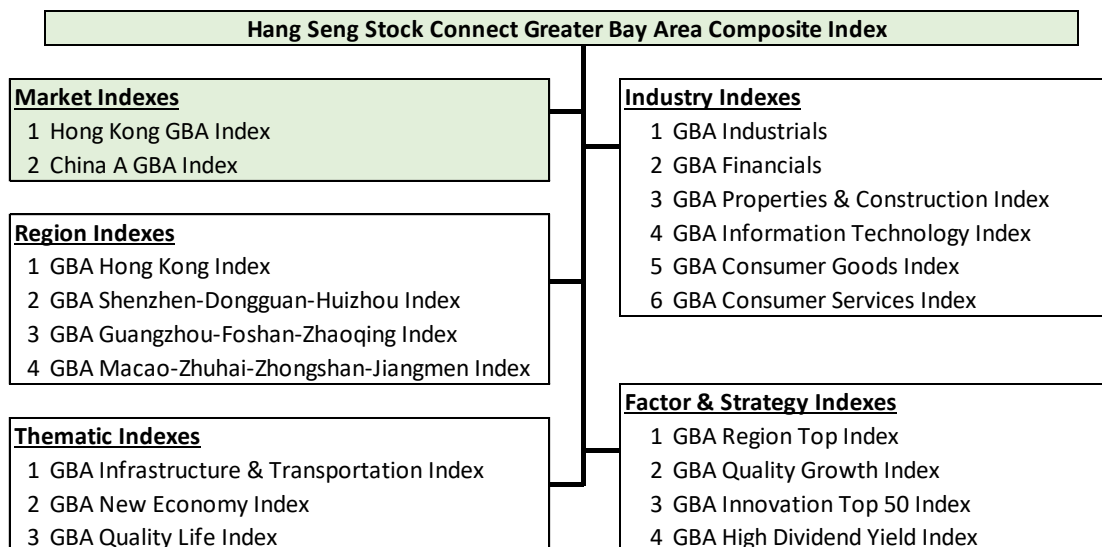 Hang Seng Stock Connect Greater Bay Area Composite Index
Market Indexes
1 Hong Kong GBA Index
2 China A GBA Index
Region Indexes
1 GBA Hong Kong Index
2 GBA Shenzhen-Dongguan-Huizhou Index
3 GBA Guangzhou-Foshan-Zhaoqing Index
4 GBA Macao-Zhuhai-Zhongshan-Jiangmen Index
Thematic Indexes
1 GBA Infrastructure & Transportation Index
2 GBA New Economy Index
3 GBA Quality Life Index
Industry Indexes
1 GBA Industrials
2 GBA Financials
3 GBA Properties & Construction Index
4 GBA Information Technology Index
5 GBA Consumer Goods Index
6 GBA Consumer Services Index
Factor & Strategy Indexes
1 GBA Region Top Index
2 GBA Quality Growth Index
3 GBA Innovation Top 50 Index
4 GBA High Dividend Yield Index